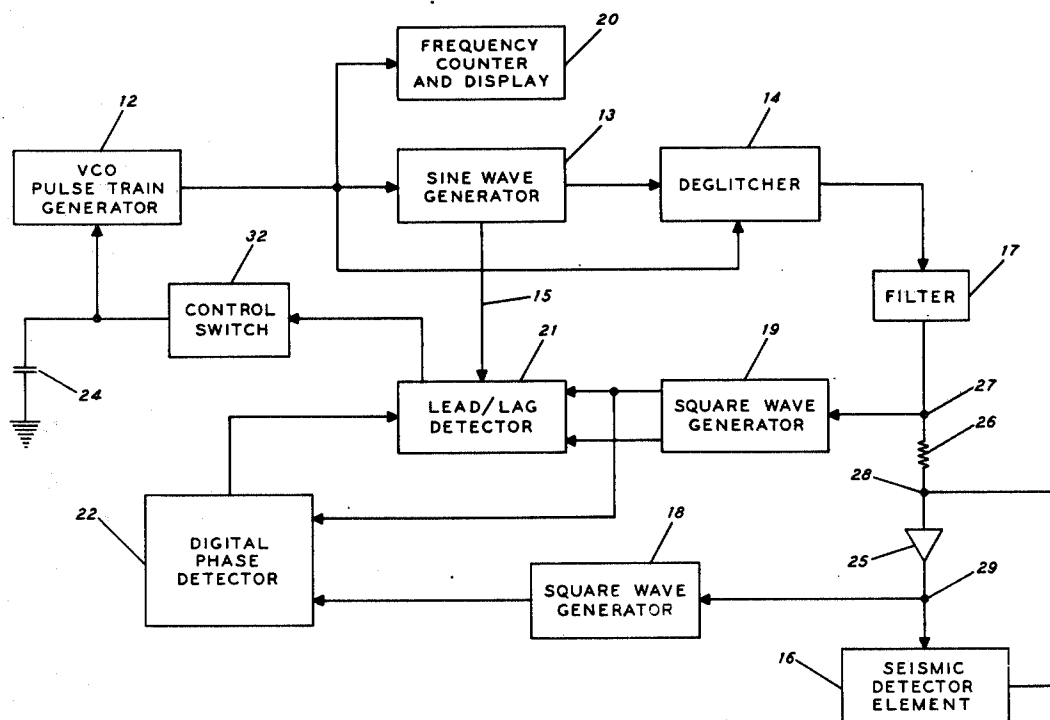 20
FREQUENCY
COUNTER
AND DISPLAY
12
13
14
VCO
PULSE TRAIN
GENERATOR
SINE WAVE
GENERATOR
DEGLITCHER
32
17
CONTROL
SWITCH
15
FILTER
24
21
19
27
LEAD/LAG
DETECTOR
SQUARE WAVE
GENERATOR
26
28
22
18
DIGITAL
PHASE
DETECTOR
25
29
SQUARE WAVE
GENERATOR
16
SEISMIC
DETECTOR
ELEMENT